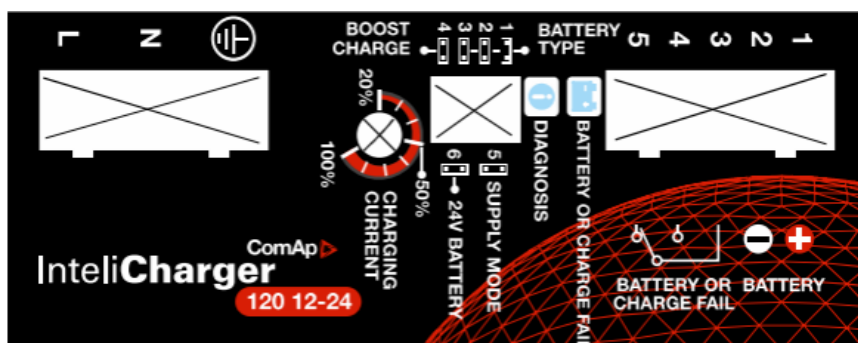 L N
BOOST
CHARGE
4 3 2 1
BATTERY
TYPE
5 4 3 2 1
20%
100%
50%
CHARGING
CURRENT
6
24V BATTERY
5
SUPPLY MODE
DIAGNOSIS
BATTERY OR CHARGE FAIL
ComAp
InteliCharger
120 12-24
BATTERY OR
CHARGE FAIL
BATTERY